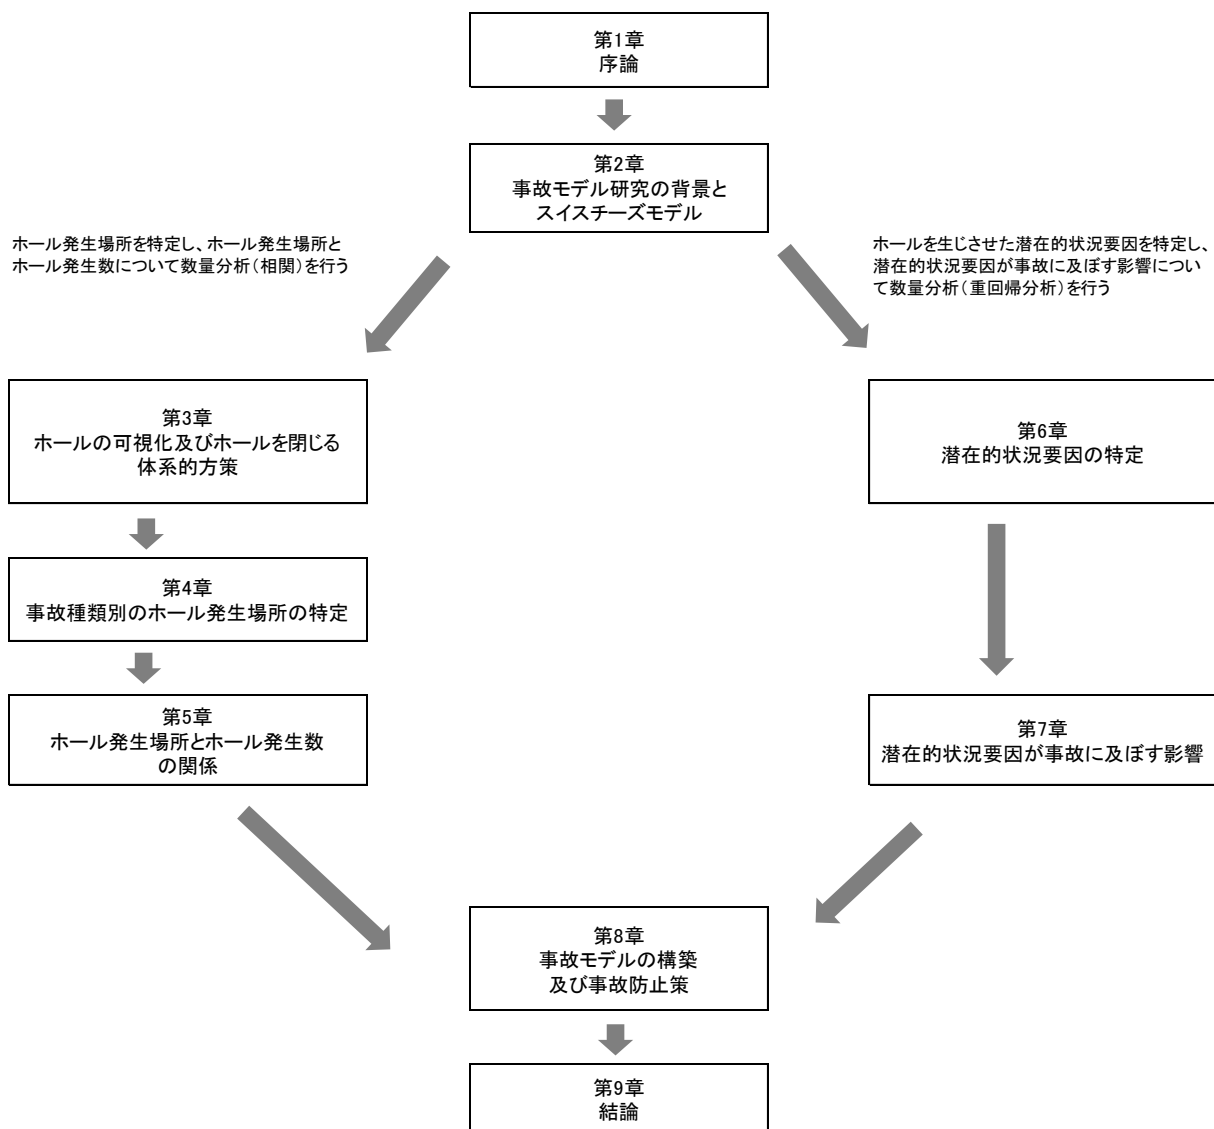 第1章
序論
第2章
事故モデル研究の背景と
スイスチーズモデル
ホール発生場所を特定し、ホール発生場所と
ホール発生数について数量分析(相関)を行う
ホールを生じさせた潜在的状況要因を特定し、
潜在的状況要因が事故に及ぼす影響につい
て数量分析(重回帰分析)を行う
第3章
ホールの可視化及びホールを閉じる
体系的方策
第4章
事故種類別のホール発生場所の特定
第5章
ホール発生場所とホール発生数
の関係
第6章
潜在的状況要因の特定
第7章
潜在的状況要因が事故に及ぼす影響
第8章
事故モデルの構築
及び事故防止策
第9章
結論